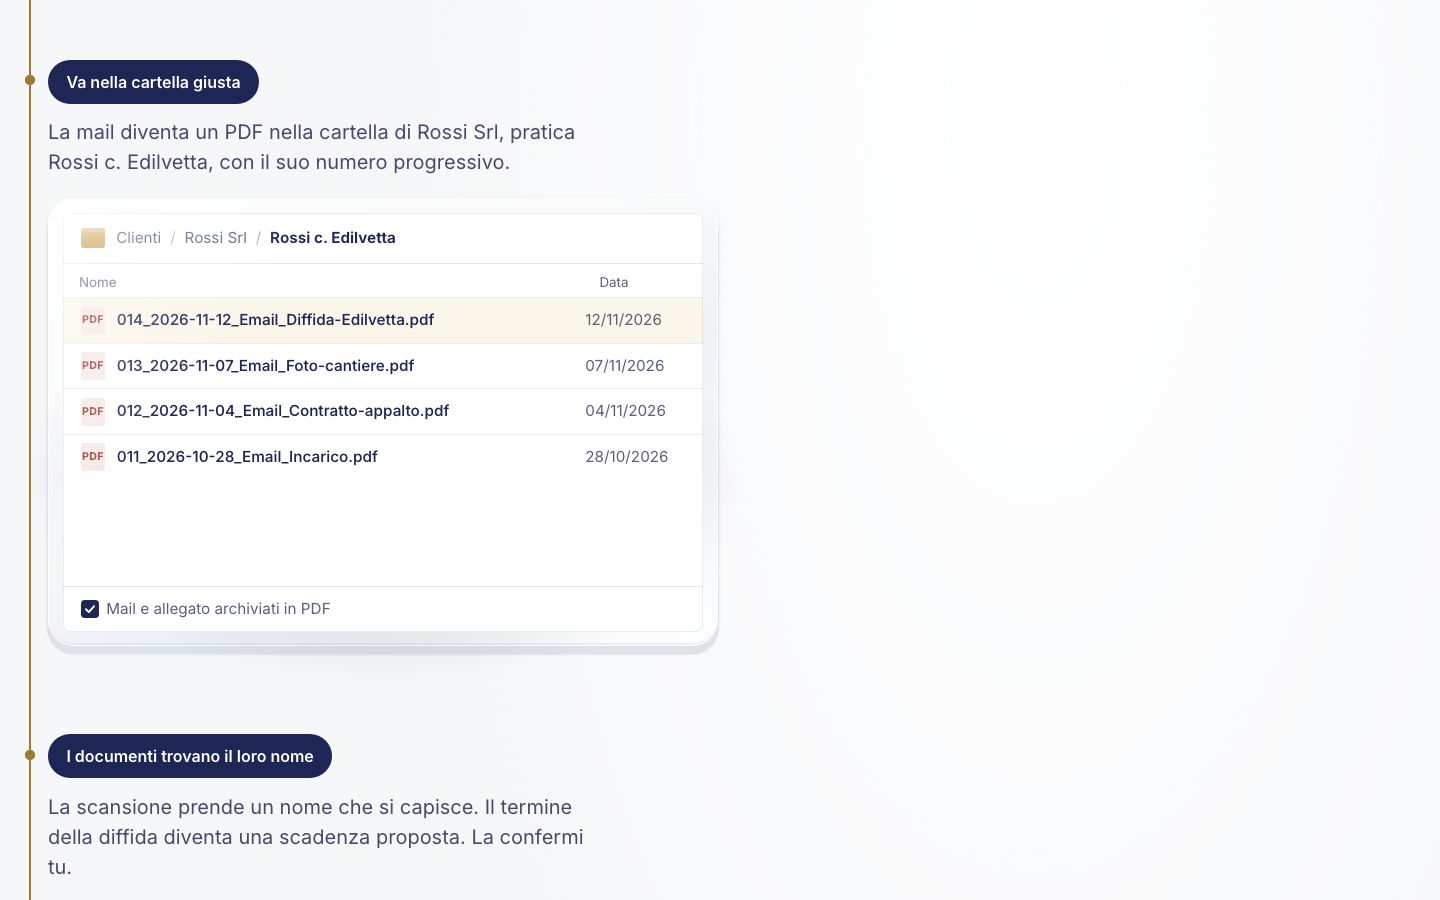 Va nella cartella giusta
La mail diventa un PDF nella cartella di Rossi Srl, pratica
Rossi c. Edilvetta, con il suo numero progressivo.
Clienti / Rossi Srl / Rossi c. Edilvetta
Nome Data
PDF 014_2026-11-12_Email_Diffida-Edilvetta.pdf 12/11/2026
PDF 013_2026-11-07_Email_Foto-cantiere.pdf 07/11/2026
PDF 012_2026-11-04_Email_Contratto-appalto.pdf 04/11/2026
PDF 011_2026-10-28_Email_Incarico.pdf 28/10/2026
Mail e allegato archiviati in PDF
I documenti trovano il loro nome
La scansione prende un nome che si capisce. Il termine
della diffida diventa una scadenza proposta. La confermi
tu.